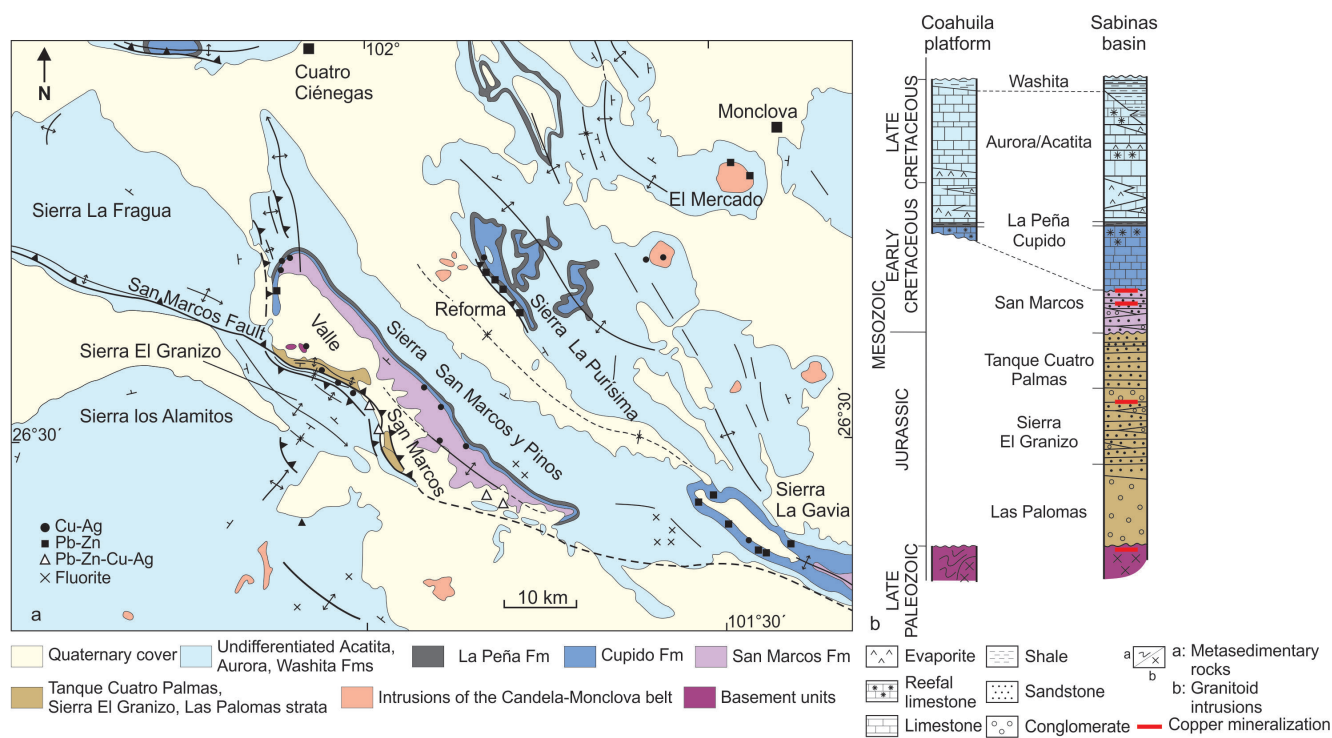 N
102°
Cuatro
Ciénegas
Monclova
El Mercado
Sierra La Fragua
San Marcos Fault
Reforma
Sierra La Purísima
Valle
San Marcos
Sierra San Marcos y Pinos
Sierra El Granizo
Sierra los Alamitos
26°30´
26°30´
Sierra
La Gavia
Cu-Ag
Pb-Zn
Pb-Zn-Cu-Ag
Fluorite
10 km
a
101°30´
Quaternary cover
Undifferentiated Acatita,
Aurora, Washita Fms
La Peña Fm
Cupido Fm
San Marcos Fm
Tanque Cuatro Palmas,
Sierra El Granizo, Las Palomas strata
Intrusions of the Candela-Monclova belt
Basement units
Coahuila
platform
Sabinas
basin
Washita
Aurora/Acatita
La Peña
Cupido
San Marcos
Tanque Cuatro
Palmas
Sierra
El Granizo
Las Palomas
MESOZOIC
LATE
CRETACEOUS
EARLY
CRETACEOUS
JURASSIC
LATE
PALEOZOIC
b
Evaporite
Shale
Reefal
limestone
Sandstone
Limestone
Conglomerate
a
b
a: Metasedimentary
rocks
b: Granitoid
intrusions
Copper mineralization